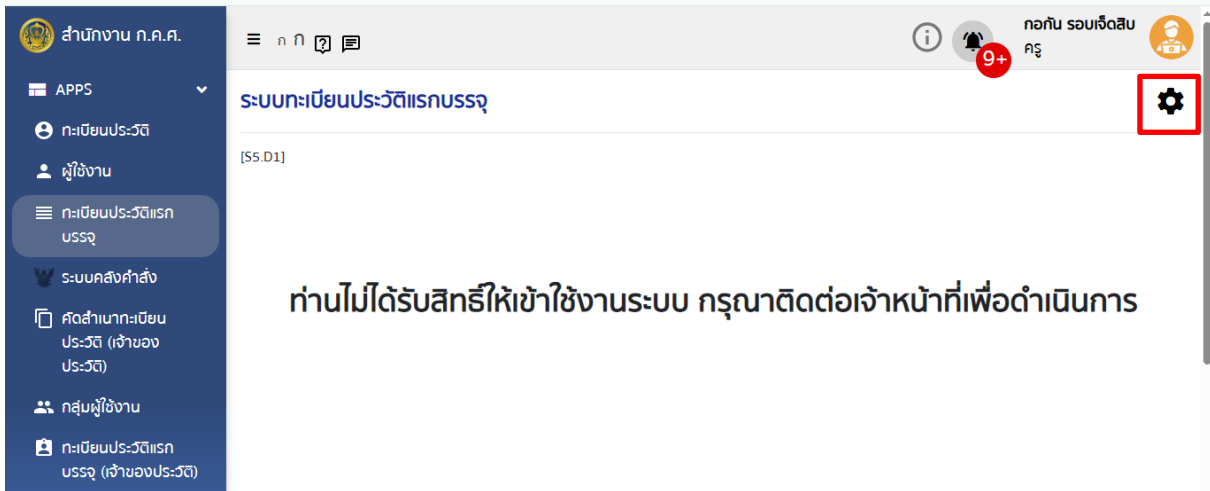 สำนักงาน ก.ค.ศ.
ก ก
9+
กอกัน รอบเจ็ดสิบ
ครู
APPS
ระบบทะเบียนประวัติแรกบรรจุ
ทะเบียนประวัติ
[S5.D1]
ผู้ใช้งาน
ทะเบียนประวัติแรก
บรรจุ
ระบบคลังคำสั่ง
ท่านไม่ได้รับสิทธิ์ให้เข้าใช้งานระบบ กรุณาติดต่อเจ้าหน้าที่เพื่อดำเนินการ
คัดสำเนาทะเบียน
ประวัติ (เจ้าของ
ประวัติ)
กลุ่มผู้ใช้งาน
ทะเบียนประวัติแรก
บรรจุ (เจ้าของประวัติ)